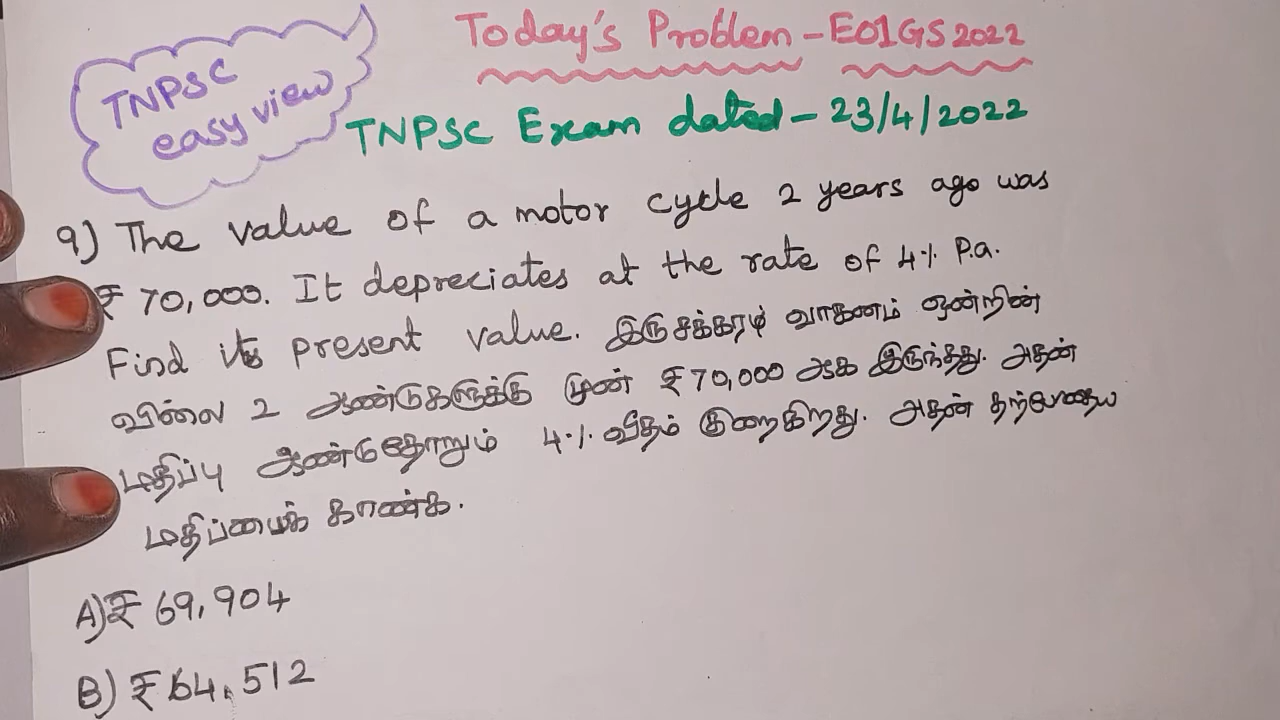 TNPSC
easy view
Today's Problem - E01GS2022
TNPSC Exam dated - 23/4/2022
9) The value of a motor cycle 2 years ago was
₹ 70,000. It depreciates at the rate of 4% P.a.
Find its present value. இருசக்கரடி வாகனம் ஒன்றின்
விலை 2 ஆண்டுகளுக்கு முன் ₹70,000 ஆக இருந்தது. அதன்
மதிப்பு ஆண்டுதோறும் 4% வீதம் குறைகிறது. அதன் தற்போதைய
மதிப்பைக் காண்க.
A) ₹ 69,904
B) ₹ 64,512